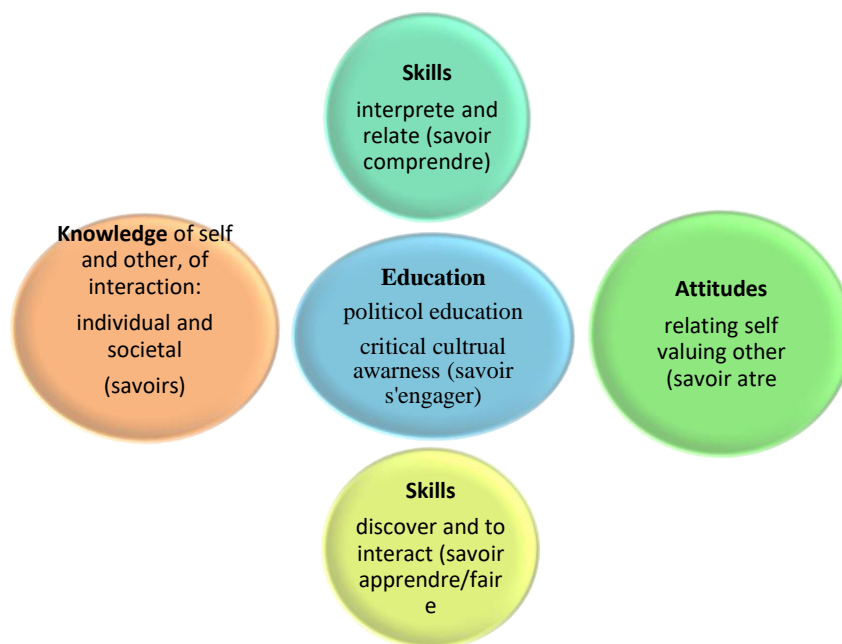 Skills
interprete and
relate (savoir
comprendre)
Knowledge of self
and other, of
interaction:
individual and
societal
(savoirs)
Education
politicol education
critical cultrual
awarness (savoir
s'engager)
Attitudes
relating self
valuing other
(savoir atre
Skills
discover and to
interact (savoir
apprendre/fair
e